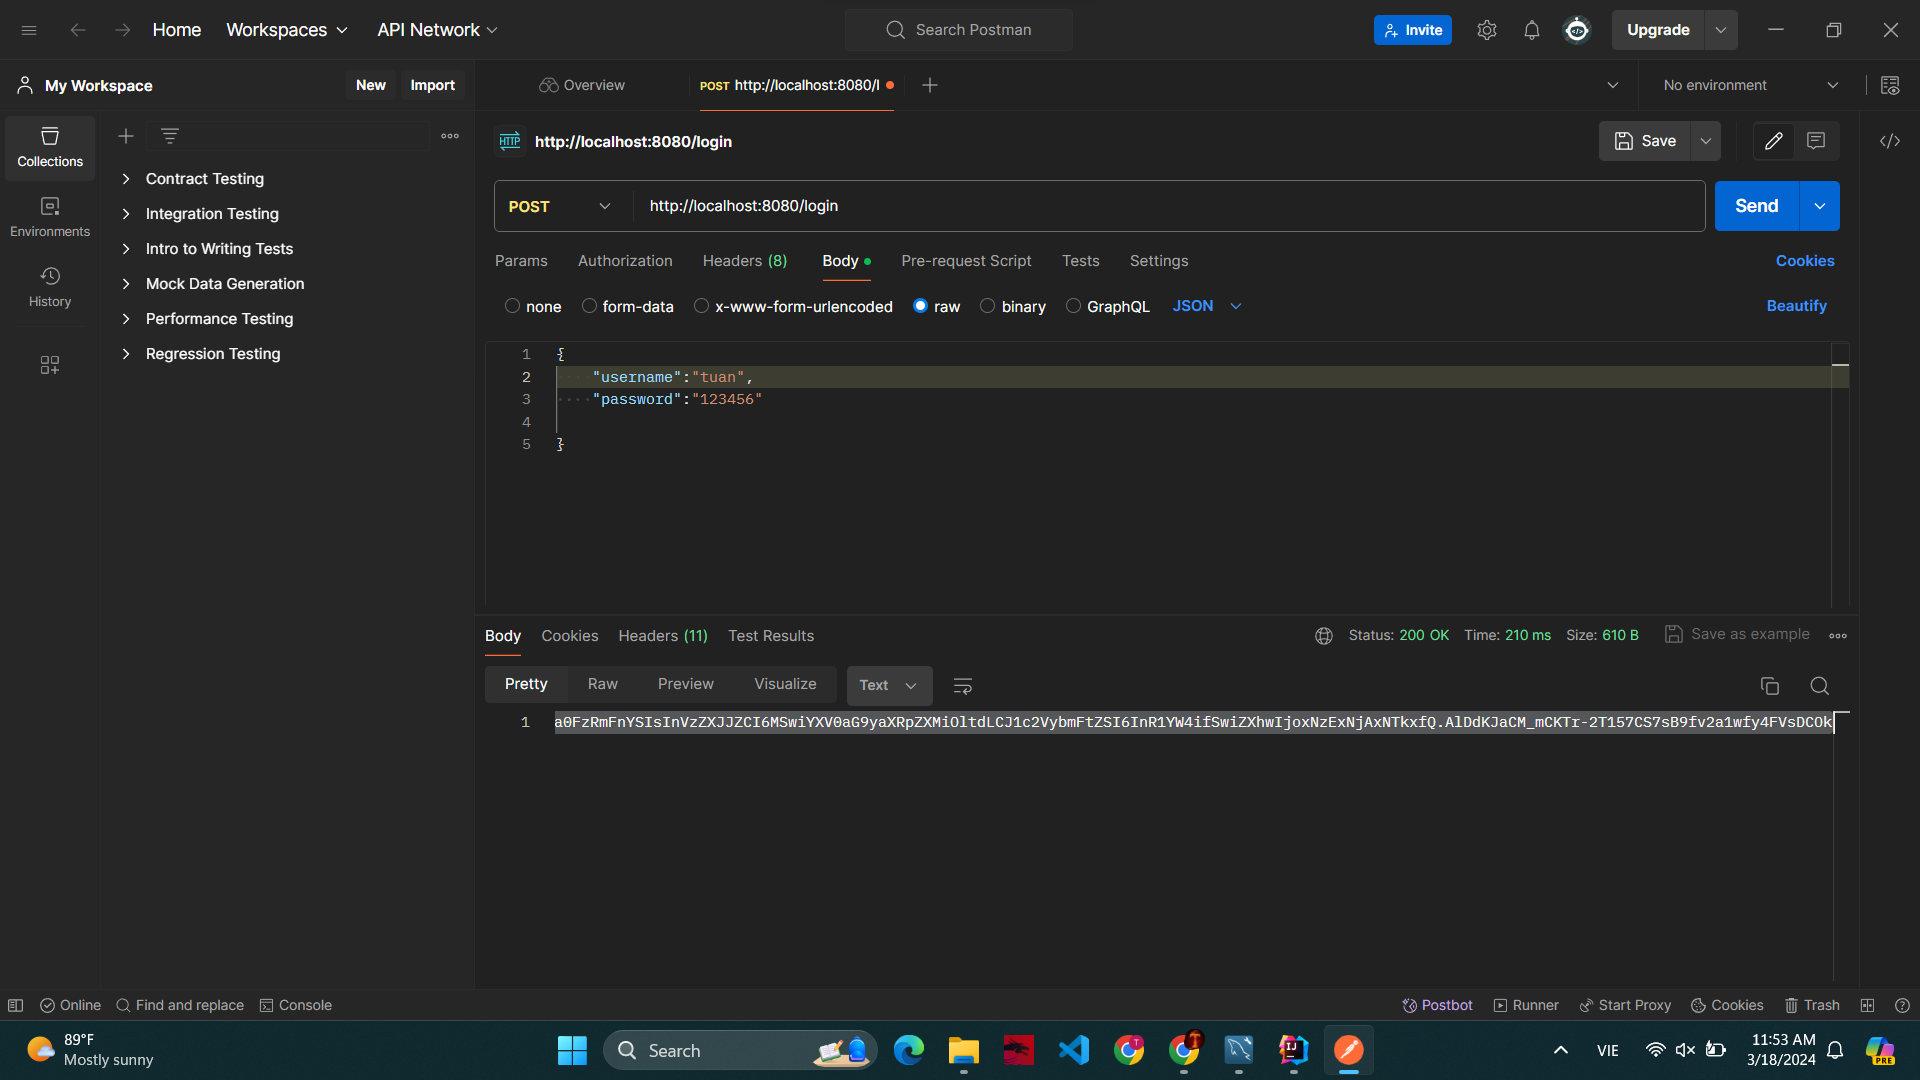 Home
Workspaces
API Network
Search Postman
Invite
Upgrade
My Workspace
New
Import
Overview
POST http://localhost:8080/l
No environment
Collections
Environments
History
Contract Testing
Integration Testing
Intro to Writing Tests
Mock Data Generation
Performance Testing
Regression Testing
HTTP http://localhost:8080/login
Save
POST
http://localhost:8080/login
Send
Params
Authorization
Headers (8)
Body
Pre-request Script
Tests
Settings
Cookies
none
form-data
x-www-form-urlencoded
raw
binary
GraphQL
JSON
Beautify
1 {
2 "username":"tuan",
3 "password":"123456"
4
5 }
Body
Cookies
Headers (11)
Test Results
Status: 200 OK
Time: 210 ms
Size: 610 B
Save as example
Pretty
Raw
Preview
Visualize
Text
1 a0FzRmFnYSIsInVzZXJJZCI6MSwiYXV0aG9yaXRpZXMiOltdLCJ1c2VybmFtZSI6InR1YW4ifSwiZXhwIjoxNzExNjAxNTkxfQ.AlDdKJaCM_mCKTr-2T157CS7sB9fv2a1wfy4FVsDCOk
Online
Find and replace
Console
Postbot
Runner
Start Proxy
Cookies
Trash
89°F
Mostly sunny
Search
VIE
11:53 AM
3/18/2024
PRE